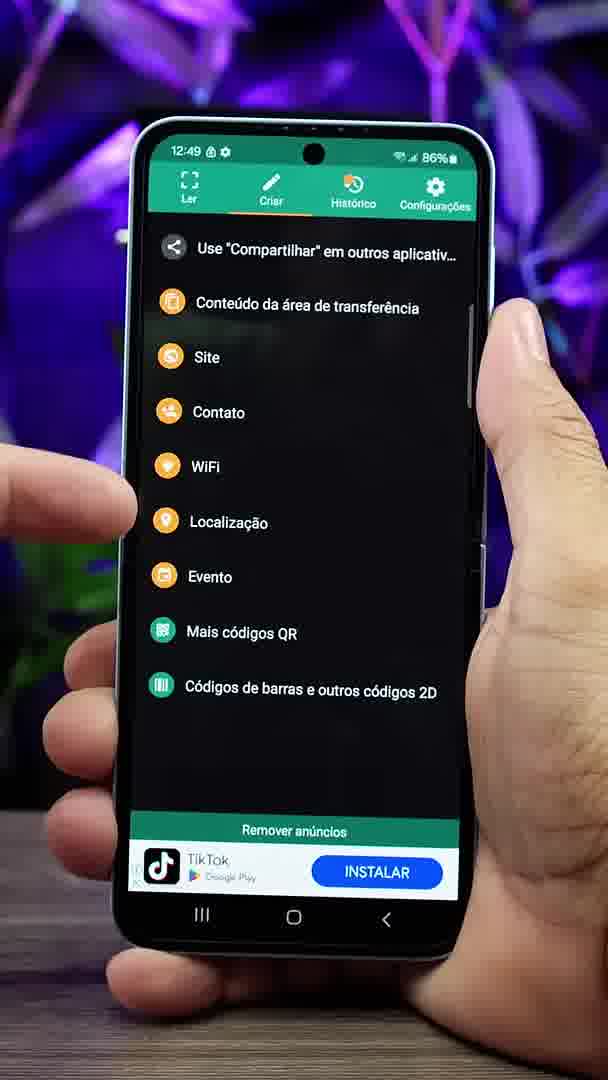 12:49
86%
Ler
Criar
Histórico
Configurações
Use "Compartilhar" em outros aplicativ...
Conteúdo da área de transferência
Site
Contato
WiFi
Localização
Evento
Mais códigos QR
Códigos de barras e outros códigos 2D
Remover anúncios
TikTok
Google Play
INSTALAR